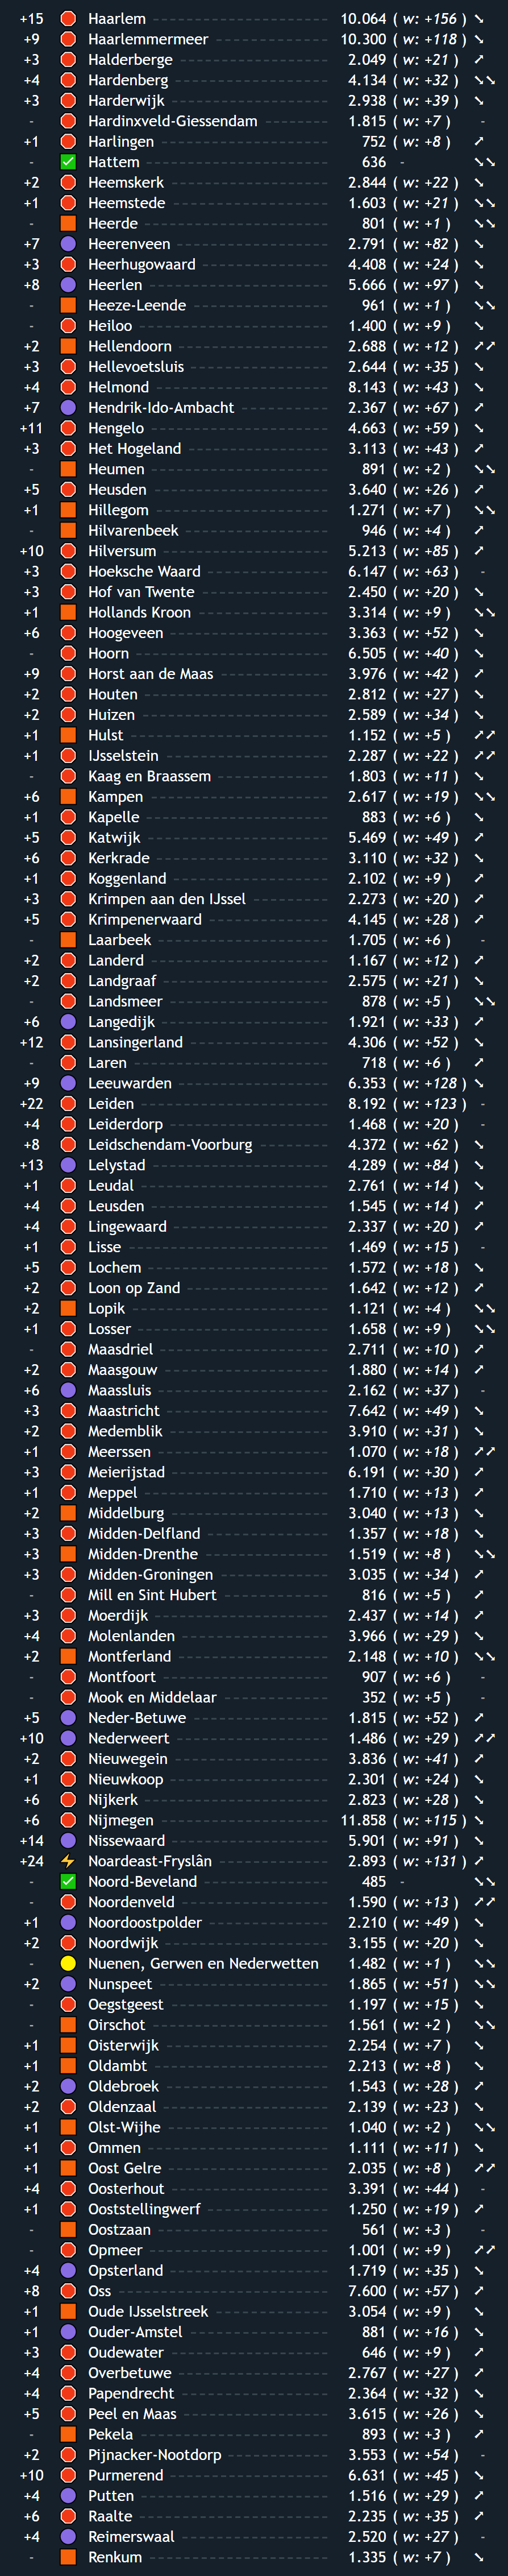 +15 Haarlem 10.064 ( w: +156 ) ➘
+9 Haarlemmermeer 10.300 ( w: +118 ) ➘
+3 Halderberge 2.049 ( w: +21 ) ➚
+4 Hardenberg 4.134 ( w: +32 ) ➘➘
+3 Harderwijk 2.938 ( w: +39 ) ➘
- Hardinxveld-Giessendam 1.815 ( w: +7 ) -
+1 Harlingen 752 ( w: +8 ) ➚
- Hattem 636 - ➘➘
+2 Heemskerk 2.844 ( w: +22 ) ➘
+1 Heemstede 1.603 ( w: +21 ) ➘➘
- Heerde 801 ( w: +1 ) ➘➘
+7 Heerenveen 2.791 ( w: +82 ) ➘
+3 Heerhugowaard 4.408 ( w: +24 ) ➘
+8 Heerlen 5.666 ( w: +97 ) ➘
- Heeze-Leende 961 ( w: +1 ) ➘➘
- Heiloo 1.400 ( w: +9 ) ➘
+2 Hellendoorn 2.688 ( w: +12 ) ➚➚
+3 Hellevoetsluis 2.644 ( w: +35 ) ➘
+4 Helmond 8.143 ( w: +43 ) ➘
+7 Hendrik-Ido-Ambacht 2.367 ( w: +67 ) ➚
+11 Hengelo 4.663 ( w: +59 ) ➘
+3 Het Hogeland 3.113 ( w: +43 ) ➚
- Heumen 891 ( w: +2 ) ➘➘
+5 Heusden 3.640 ( w: +26 ) ➚
+1 Hillegom 1.271 ( w: +7 ) ➘➘
- Hilvarenbeek 946 ( w: +4 ) ➚
+10 Hilversum 5.213 ( w: +85 ) ➚
+3 Hoeksche Waard 6.147 ( w: +63 ) -
+3 Hof van Twente 2.450 ( w: +20 ) ➘
+1 Hollands Kroon 3.314 ( w: +9 ) ➘➘
+6 Hoogeveen 3.363 ( w: +52 ) ➘
- Hoorn 6.505 ( w: +40 ) ➘
+9 Horst aan de Maas 3.976 ( w: +42 ) ➚
+2 Houten 2.812 ( w: +27 ) ➘
+2 Huizen 2.589 ( w: +34 ) ➘
+1 Hulst 1.152 ( w: +5 ) ➚➚
+1 IJsselstein 2.287 ( w: +22 ) ➚➚
- Kaag en Braassem 1.803 ( w: +11 ) ➘
+6 Kampen 2.617 ( w: +19 ) ➘➘
+1 Kapelle 883 ( w: +6 ) ➘
+5 Katwijk 5.469 ( w: +49 ) ➚
+6 Kerkrade 3.110 ( w: +32 ) ➘
+1 Koggenland 2.102 ( w: +9 ) ➚
+3 Krimpen aan den IJssel 2.273 ( w: +20 ) ➚
+5 Krimpenerwaard 4.145 ( w: +28 ) ➚
- Laarbeek 1.705 ( w: +6 ) -
+2 Landerd 1.167 ( w: +12 ) ➚
+2 Landgraaf 2.575 ( w: +21 ) ➘
- Landsmeer 878 ( w: +5 ) ➘➘
+6 Langedijk 1.921 ( w: +33 ) ➚
+12 Lansingerland 4.306 ( w: +52 ) ➘
- Laren 718 ( w: +6 ) ➚
+9 Leeuwarden 6.353 ( w: +128 ) ➘
+22 Leiden 8.192 ( w: +123 ) -
+4 Leiderdorp 1.468 ( w: +20 ) -
+8 Leidschendam-Voorburg 4.372 ( w: +62 ) ➘
+13 Lelystad 4.289 ( w: +84 ) ➘
+1 Leudal 2.761 ( w: +14 ) ➘
+4 Leusden 1.545 ( w: +14 ) ➚
+4 Lingewaard 2.337 ( w: +20 ) ➚
+1 Lisse 1.469 ( w: +15 ) -
+5 Lochem 1.572 ( w: +18 ) ➘
+2 Loon op Zand 1.642 ( w: +12 ) ➚
+2 Lopik 1.121 ( w: +4 ) ➘➘
+1 Losser 1.658 ( w: +9 ) ➘➘
- Maasdriel 2.711 ( w: +10 ) ➚
+2 Maasgouw 1.880 ( w: +14 ) ➚
+6 Maassluis 2.162 ( w: +37 ) -
+3 Maastricht 7.642 ( w: +49 ) ➘
+2 Medemblik 3.910 ( w: +31 ) ➘
+1 Meerssen 1.070 ( w: +18 ) ➚➚
+3 Meierijstad 6.191 ( w: +30 ) ➚
+1 Meppel 1.710 ( w: +13 ) ➚
+2 Middelburg 3.040 ( w: +13 ) ➘
+3 Midden-Delfland 1.357 ( w: +18 ) ➘
+3 Midden-Drenthe 1.519 ( w: +8 ) ➘➘
+3 Midden-Groningen 3.035 ( w: +34 ) ➚
- Mill en Sint Hubert 816 ( w: +5 ) ➚
+3 Moerdijk 2.437 ( w: +14 ) ➚
+4 Molenlanden 3.966 ( w: +29 ) ➘
+2 Montferland 2.148 ( w: +10 ) ➘➘
- Montfoort 907 ( w: +6 ) -
- Mook en Middelaar 352 ( w: +5 ) -
+5 Neder-Betuwe 1.815 ( w: +52 ) ➚
+10 Nederweert 1.486 ( w: +29 ) ➚➚
+2 Nieuwegein 3.836 ( w: +41 ) ➚
+1 Nieuwkoop 2.301 ( w: +24 ) ➘
+6 Nijkerk 2.823 ( w: +28 ) ➘
+6 Nijmegen 11.858 ( w: +115 ) ➘
+14 Nissewaard 5.901 ( w: +91 ) ➘
+24 Noardeast-Fryslân 2.893 ( w: +131 ) ➚
- Noord-Beveland 485 - ➘➘
- Noordenveld 1.590 ( w: +13 ) ➚➚
+1 Noordoostpolder 2.210 ( w: +49 ) ➘
+2 Noordwijk 3.155 ( w: +20 ) ➘
- Nuenen, Gerwen en Nederwetten 1.482 ( w: +1 ) ➘➘
+2 Nunspeet 1.865 ( w: +51 ) ➘➘
- Oegstgeest 1.197 ( w: +15 ) ➘
- Oirschot 1.561 ( w: +2 ) ➘➘
+1 Oisterwijk 2.254 ( w: +7 ) ➘
+1 Oldambt 2.213 ( w: +8 ) ➘
+2 Oldebroek 1.543 ( w: +28 ) ➚
+2 Oldenzaal 2.139 ( w: +23 ) ➘
+1 Olst-Wijhe 1.040 ( w: +2 ) ➘➘
+1 Ommen 1.111 ( w: +11 ) ➘
+1 Oost Gelre 2.035 ( w: +8 ) ➚➚
+4 Oosterhout 3.391 ( w: +44 ) -
+1 Ooststellingwerf 1.250 ( w: +19 ) ➚
- Oostzaan 561 ( w: +3 ) -
- Opmeer 1.001 ( w: +9 ) ➚➚
+4 Opsterland 1.719 ( w: +35 ) ➘
+8 Oss 7.600 ( w: +57 ) ➚
+1 Oude IJsselstreek 3.054 ( w: +9 ) ➘
+1 Ouder-Amstel 881 ( w: +16 ) ➘
+3 Oudewater 646 ( w: +9 ) ➚
+4 Overbetuwe 2.767 ( w: +27 ) ➚
+4 Papendrecht 2.364 ( w: +32 ) ➘
+5 Peel en Maas 3.615 ( w: +26 ) ➘
- Pekela 893 ( w: +3 ) ➚
+2 Pijnacker-Nootdorp 3.553 ( w: +54 ) -
+10 Purmerend 6.631 ( w: +45 ) ➘
+4 Putten 1.516 ( w: +29 ) ➚
+6 Raalte 2.235 ( w: +35 ) ➚
+4 Reimerswaal 2.520 ( w: +27 ) -
- Renkum 1.335 ( w: +7 ) ➘